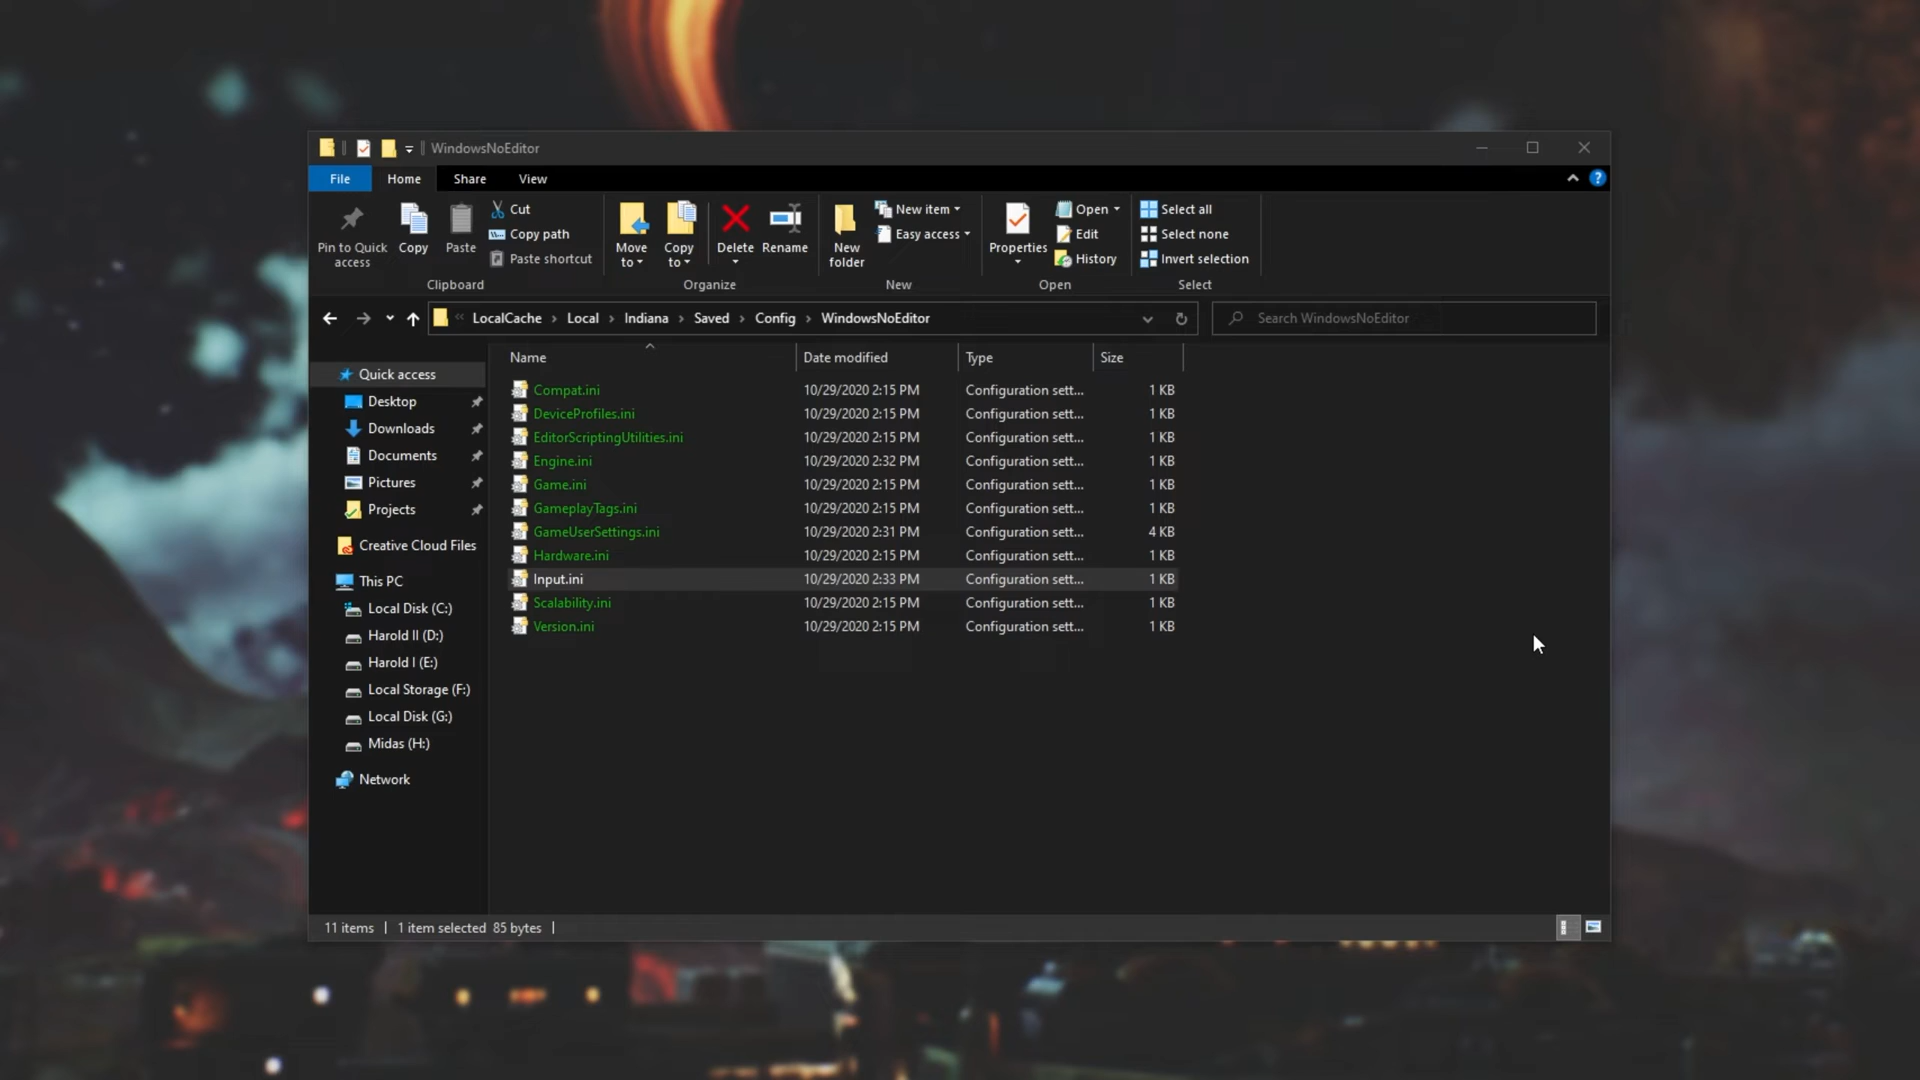 WindowsNoEditor
File Home Share View
Pin to Quick access
Copy
Paste
Cut
Copy path
Paste shortcut
Clipboard
Move to
Copy to
Delete
Rename
Organize
New folder
New item
Easy access
New
Properties
Open
Edit
History
Open
Select all
Select none
Invert selection
Select
« LocalCache › Local › Indiana › Saved › Config › WindowsNoEditor
Search WindowsNoEditor
Quick access
Desktop
Downloads
Documents
Pictures
Projects
Creative Cloud Files
This PC
Local Disk (C:)
Harold II (D:)
Harold I (E:)
Local Storage (F:)
Local Disk (G:)
Midas (H:)
Network
Name Date modified Type Size
Compat.ini 10/29/2020 2:15 PM Configuration sett... 1 KB
DeviceProfiles.ini 10/29/2020 2:15 PM Configuration sett... 1 KB
EditorScriptingUtilities.ini 10/29/2020 2:15 PM Configuration sett... 1 KB
Engine.ini 10/29/2020 2:32 PM Configuration sett... 1 KB
Game.ini 10/29/2020 2:15 PM Configuration sett... 1 KB
GameplayTags.ini 10/29/2020 2:15 PM Configuration sett... 1 KB
GameUserSettings.ini 10/29/2020 2:31 PM Configuration sett... 4 KB
Hardware.ini 10/29/2020 2:15 PM Configuration sett... 1 KB
Input.ini 10/29/2020 2:33 PM Configuration sett... 1 KB
Scalability.ini 10/29/2020 2:15 PM Configuration sett... 1 KB
Version.ini 10/29/2020 2:15 PM Configuration sett... 1 KB
11 items | 1 item selected 85 bytes |